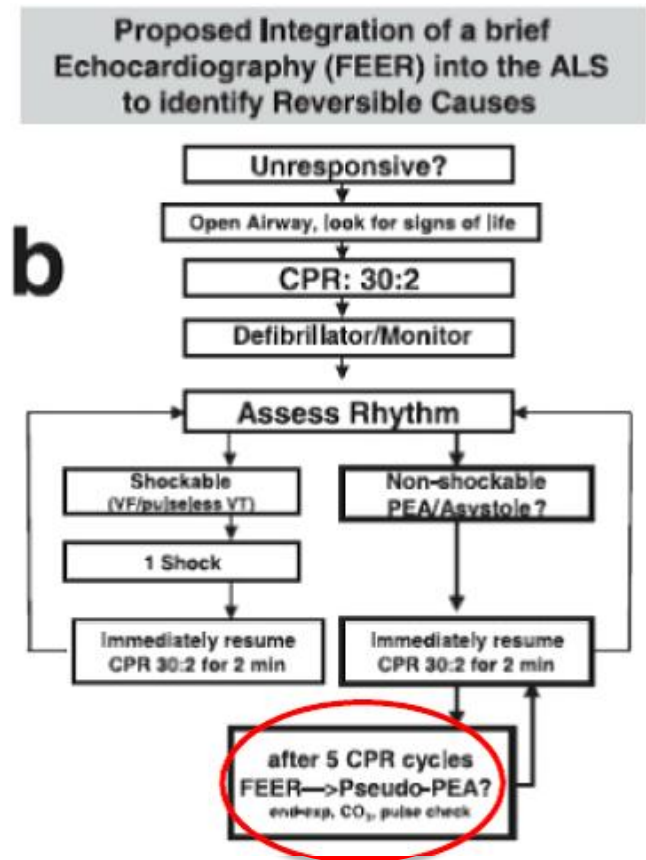 Proposed Integration of a brief
Echocardiography (FEER) into the ALS
to identify Reversible Causes
b
Unresponsive?
Open Airway, look for signs of life
CPR: 30:2
Defibrillator/Monitor
Assess Rhythm
Shockable
(VF/pulseless VT)
1 Shock
Immediately resume
CPR 30:2 for 2 min
Non-shockable
PEA/Asystole?
Immediately resume
CPR 30:2 for 2 min
after 5 CPR cycles
FEER—>Pseudo-PEA?
end-exp, CO₂, pulse check